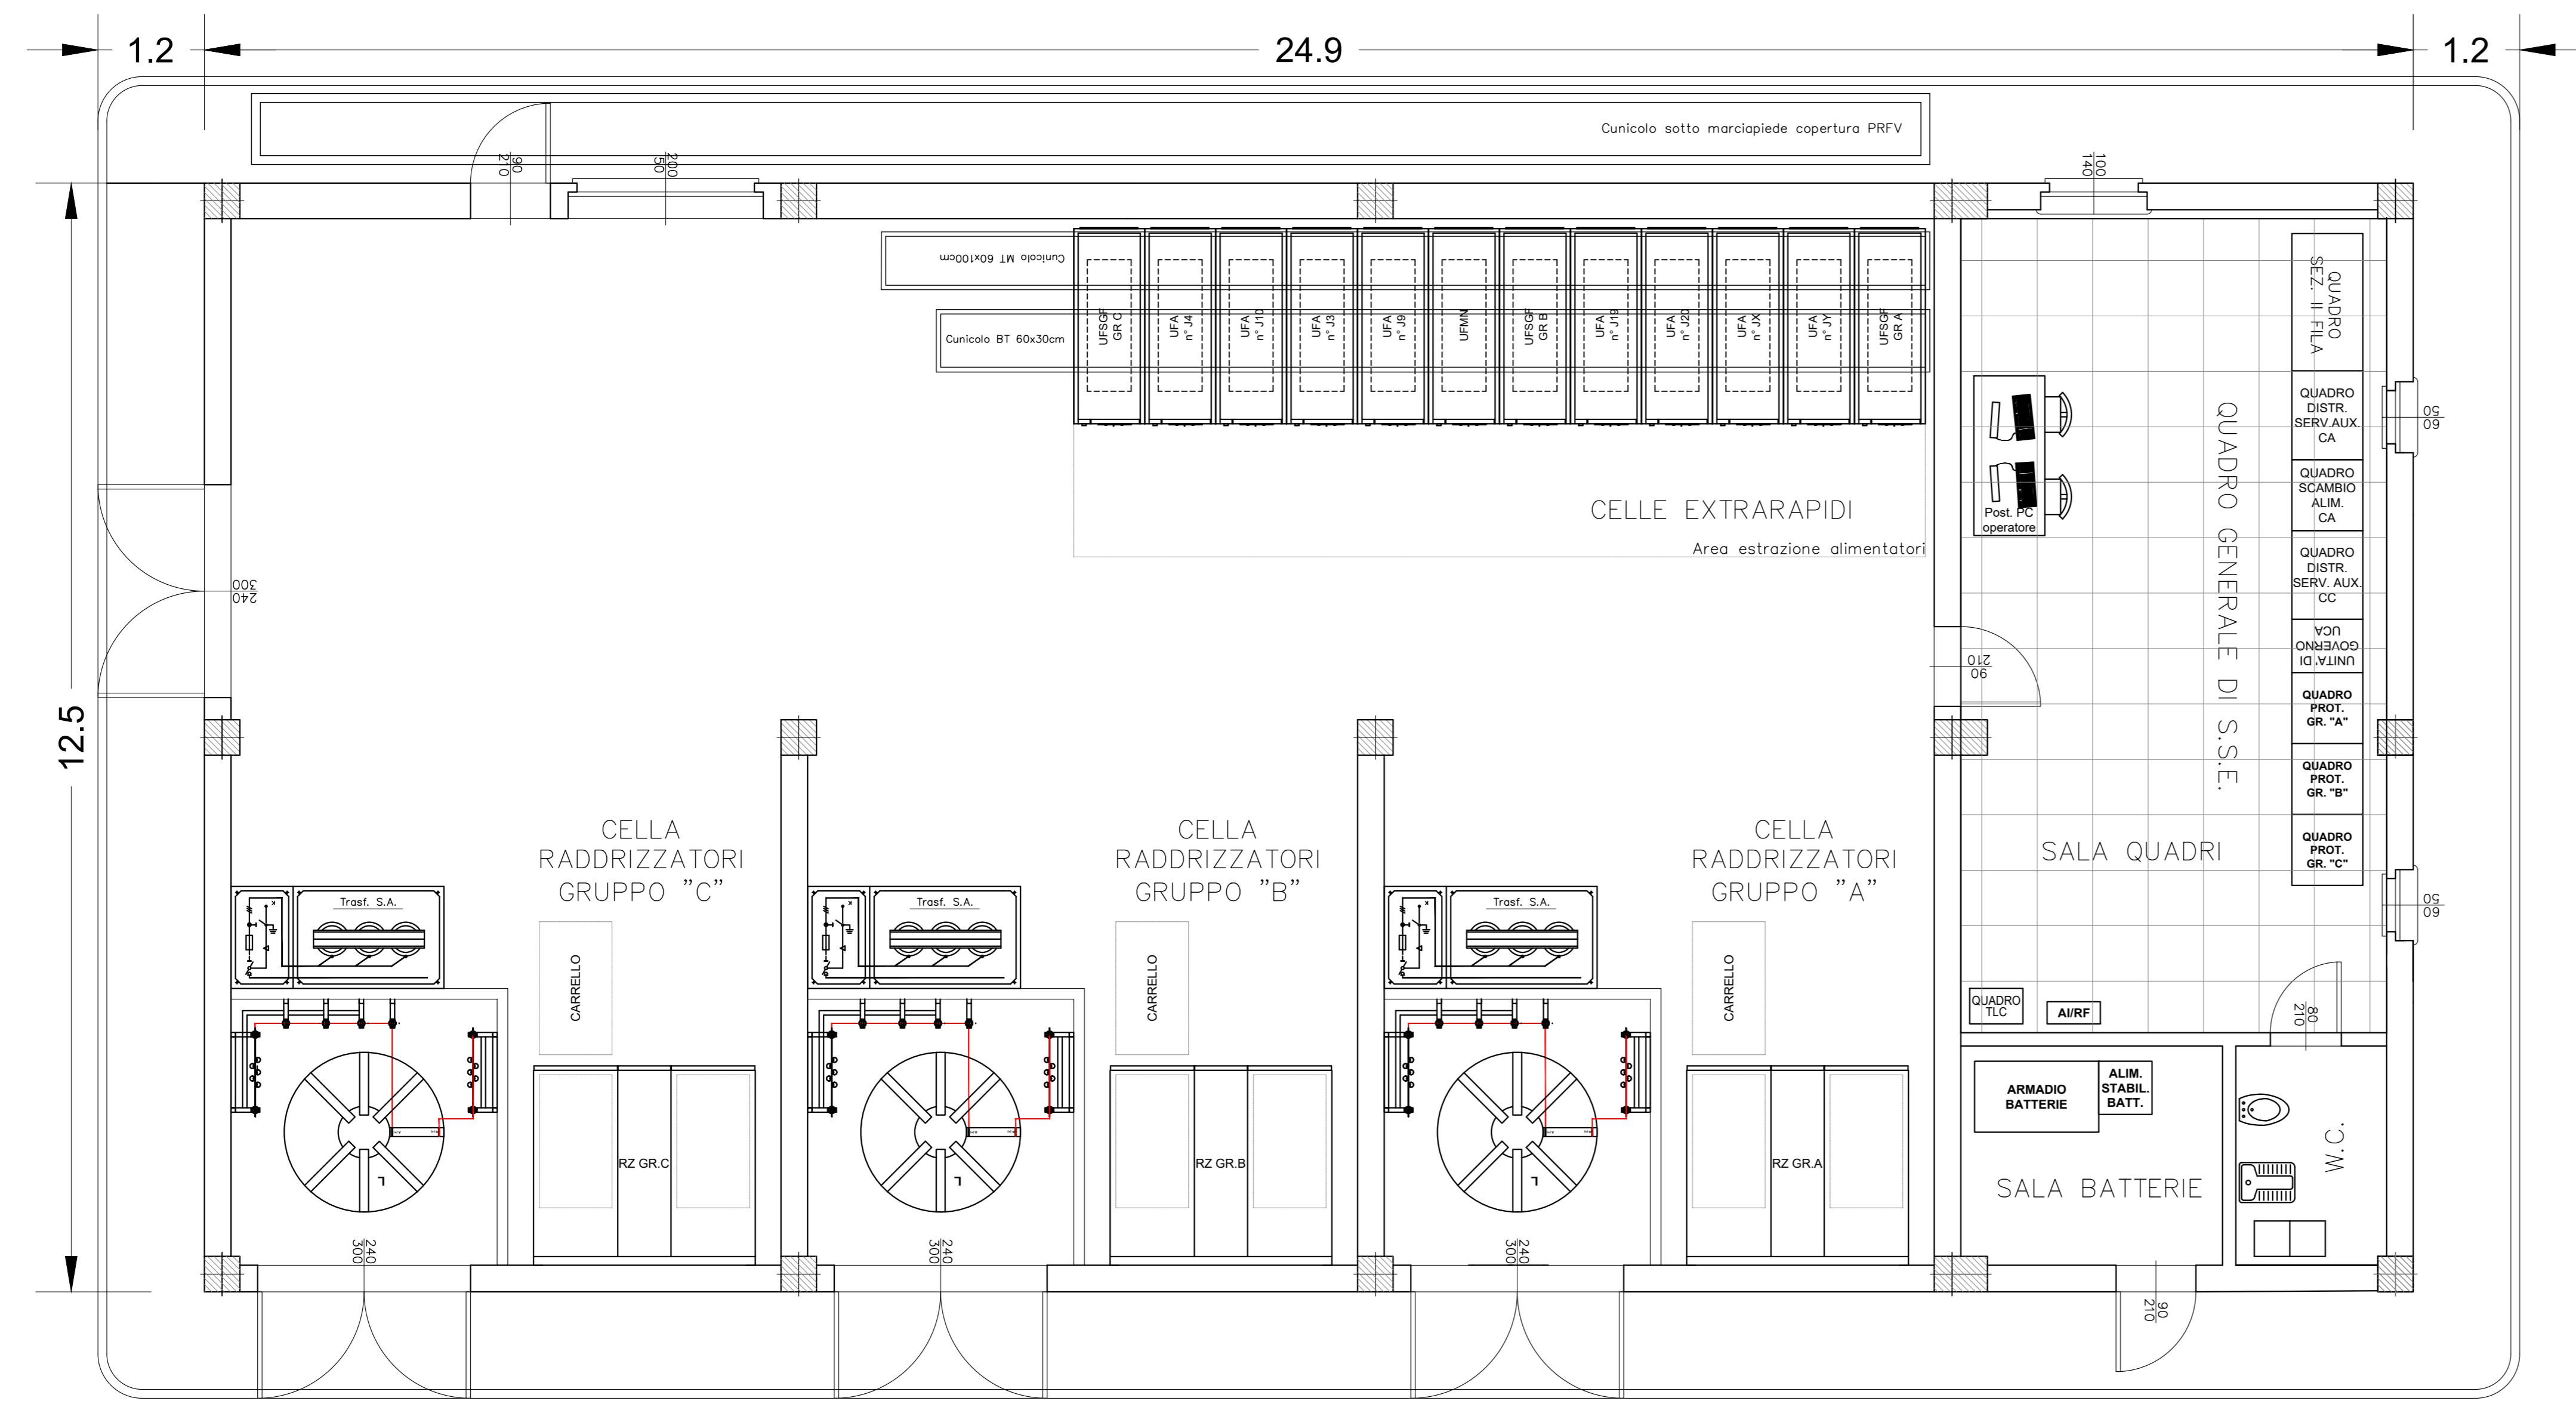 1.2
24.9
1.2
12.5
Cunicolo sotto marciapiede copertura PRFV
90
210
200
50
100
140
Cunicolo MT 60x100cm
Cunicolo BT 60x30cm
UFSGF
GR C
UFA
n° J4
UFA
n° J10
UFA
n° J3
UFA
n° J9
UFMN
UFSGF
GR B
UFA
n° J19
UFA
n° J20
UFA
n° JX
UFA
n° JY
UFSGF
GR A
CELLE EXTRARAPIDI
Area estrazione alimentatori
300
240
Post. PC
operatore
QUADRO GENERALE DI S.S.E.
QUADRO
SEZ. II FILA
QUADRO
DISTR.
SERV.AUX.
CA
QUADRO
SCAMBIO
ALIM.
CA
QUADRO
DISTR.
SERV. AUX.
CC
UNITA' DI
GOVERNO
UCA
QUADRO
PROT.
GR. "A"
QUADRO
PROT.
GR. "B"
QUADRO
PROT.
GR. "C"
50
60
50
60
210
90
SALA QUADRI
QUADRO
TLC
AI/RF
80
210
CELLA
RADDRIZZATORI
GRUPPO "C"
CELLA
RADDRIZZATORI
GRUPPO "B"
CELLA
RADDRIZZATORI
GRUPPO "A"
Trasf. S.A.
Trasf. S.A.
Trasf. S.A.
CARRELLO
CARRELLO
CARRELLO
RZ GR.C
RZ GR.B
RZ GR.A
L
L
L
240
300
240
300
240
300
ARMADIO
BATTERIE
ALIM.
STABIL.
BATT.
SALA BATTERIE
W.C.
90
210